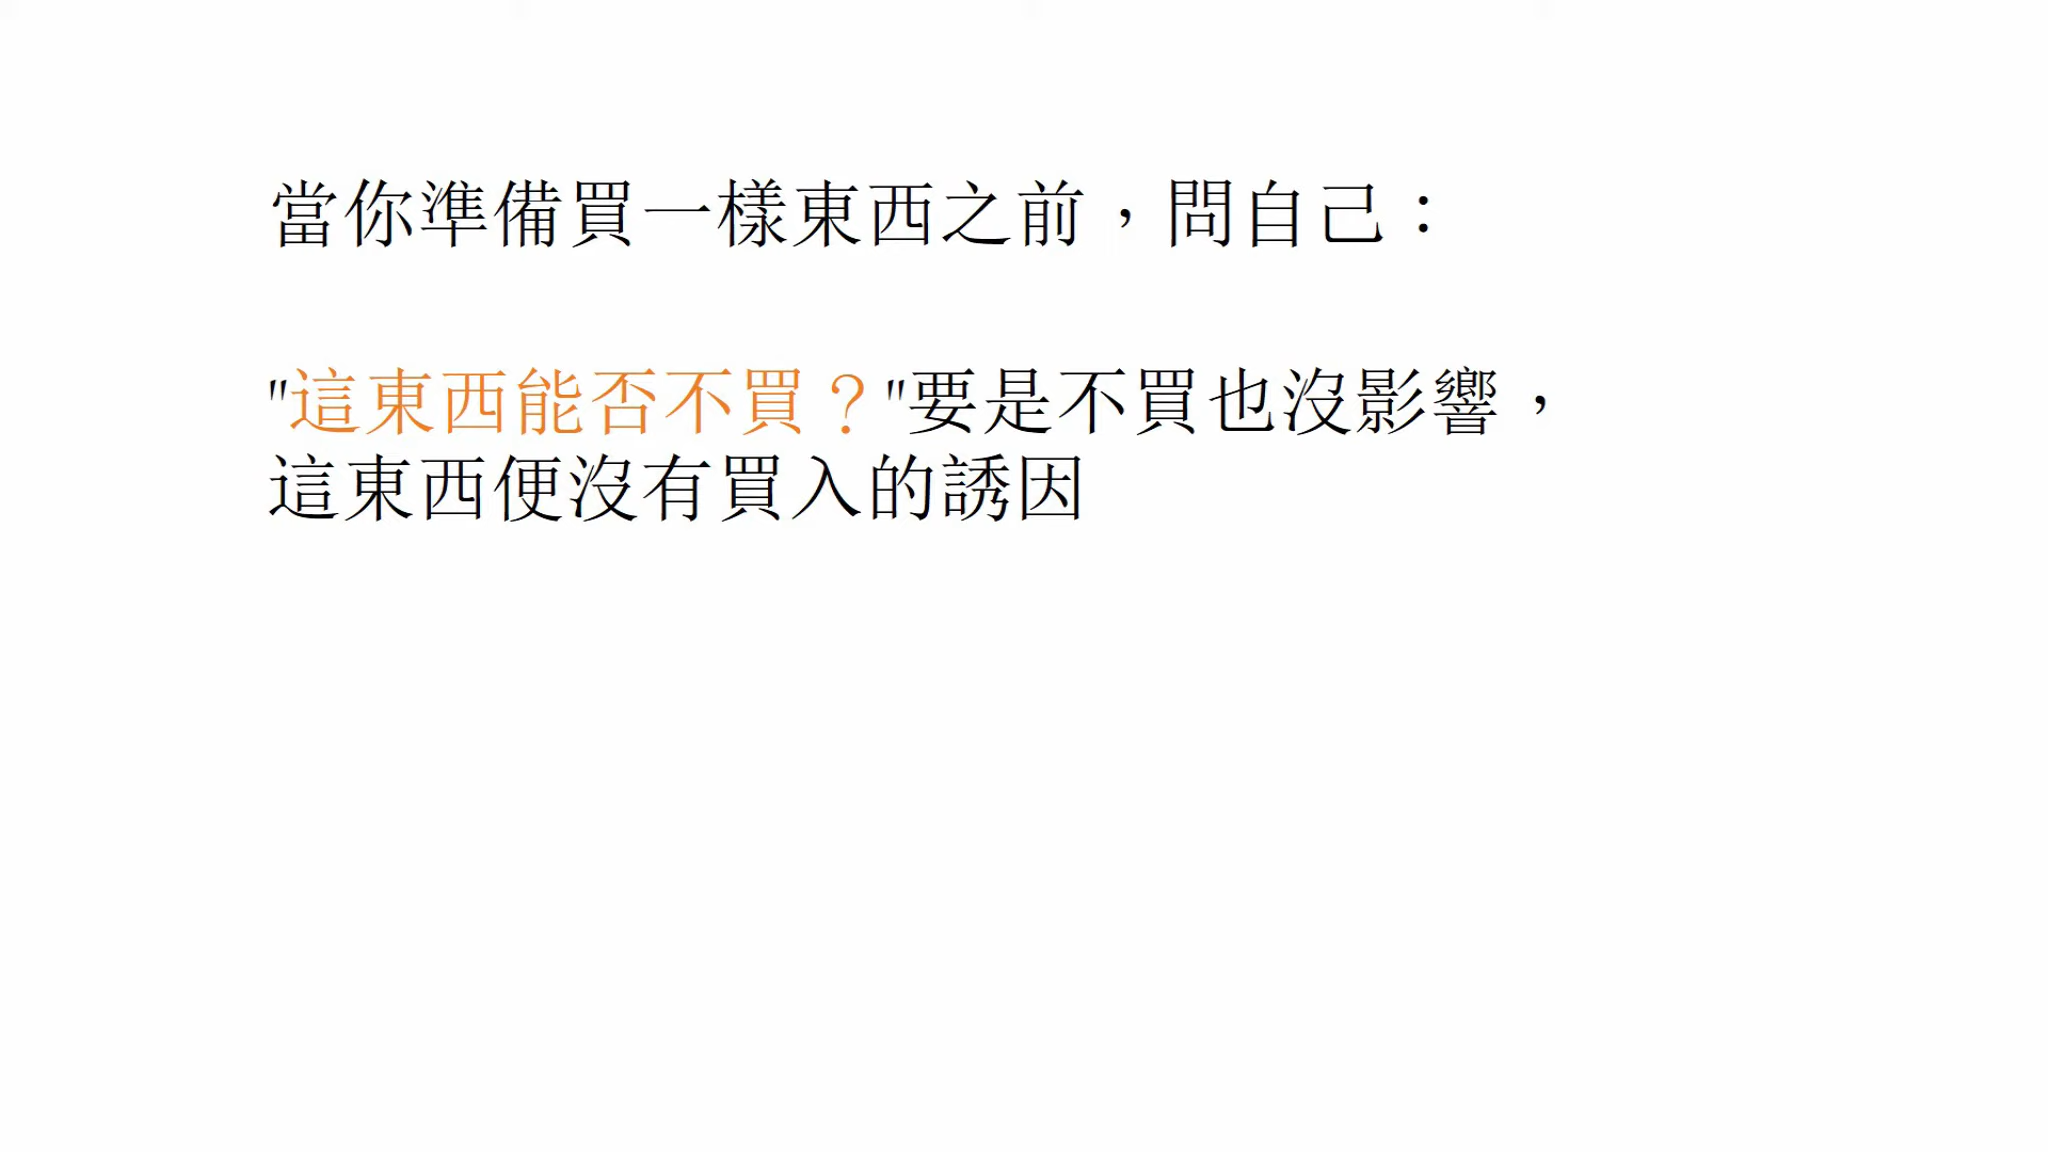 當你準備買一樣東西之前，問自己：
"這東西能否不買？"要是不買也沒影響，
這東西便沒有買入的誘因